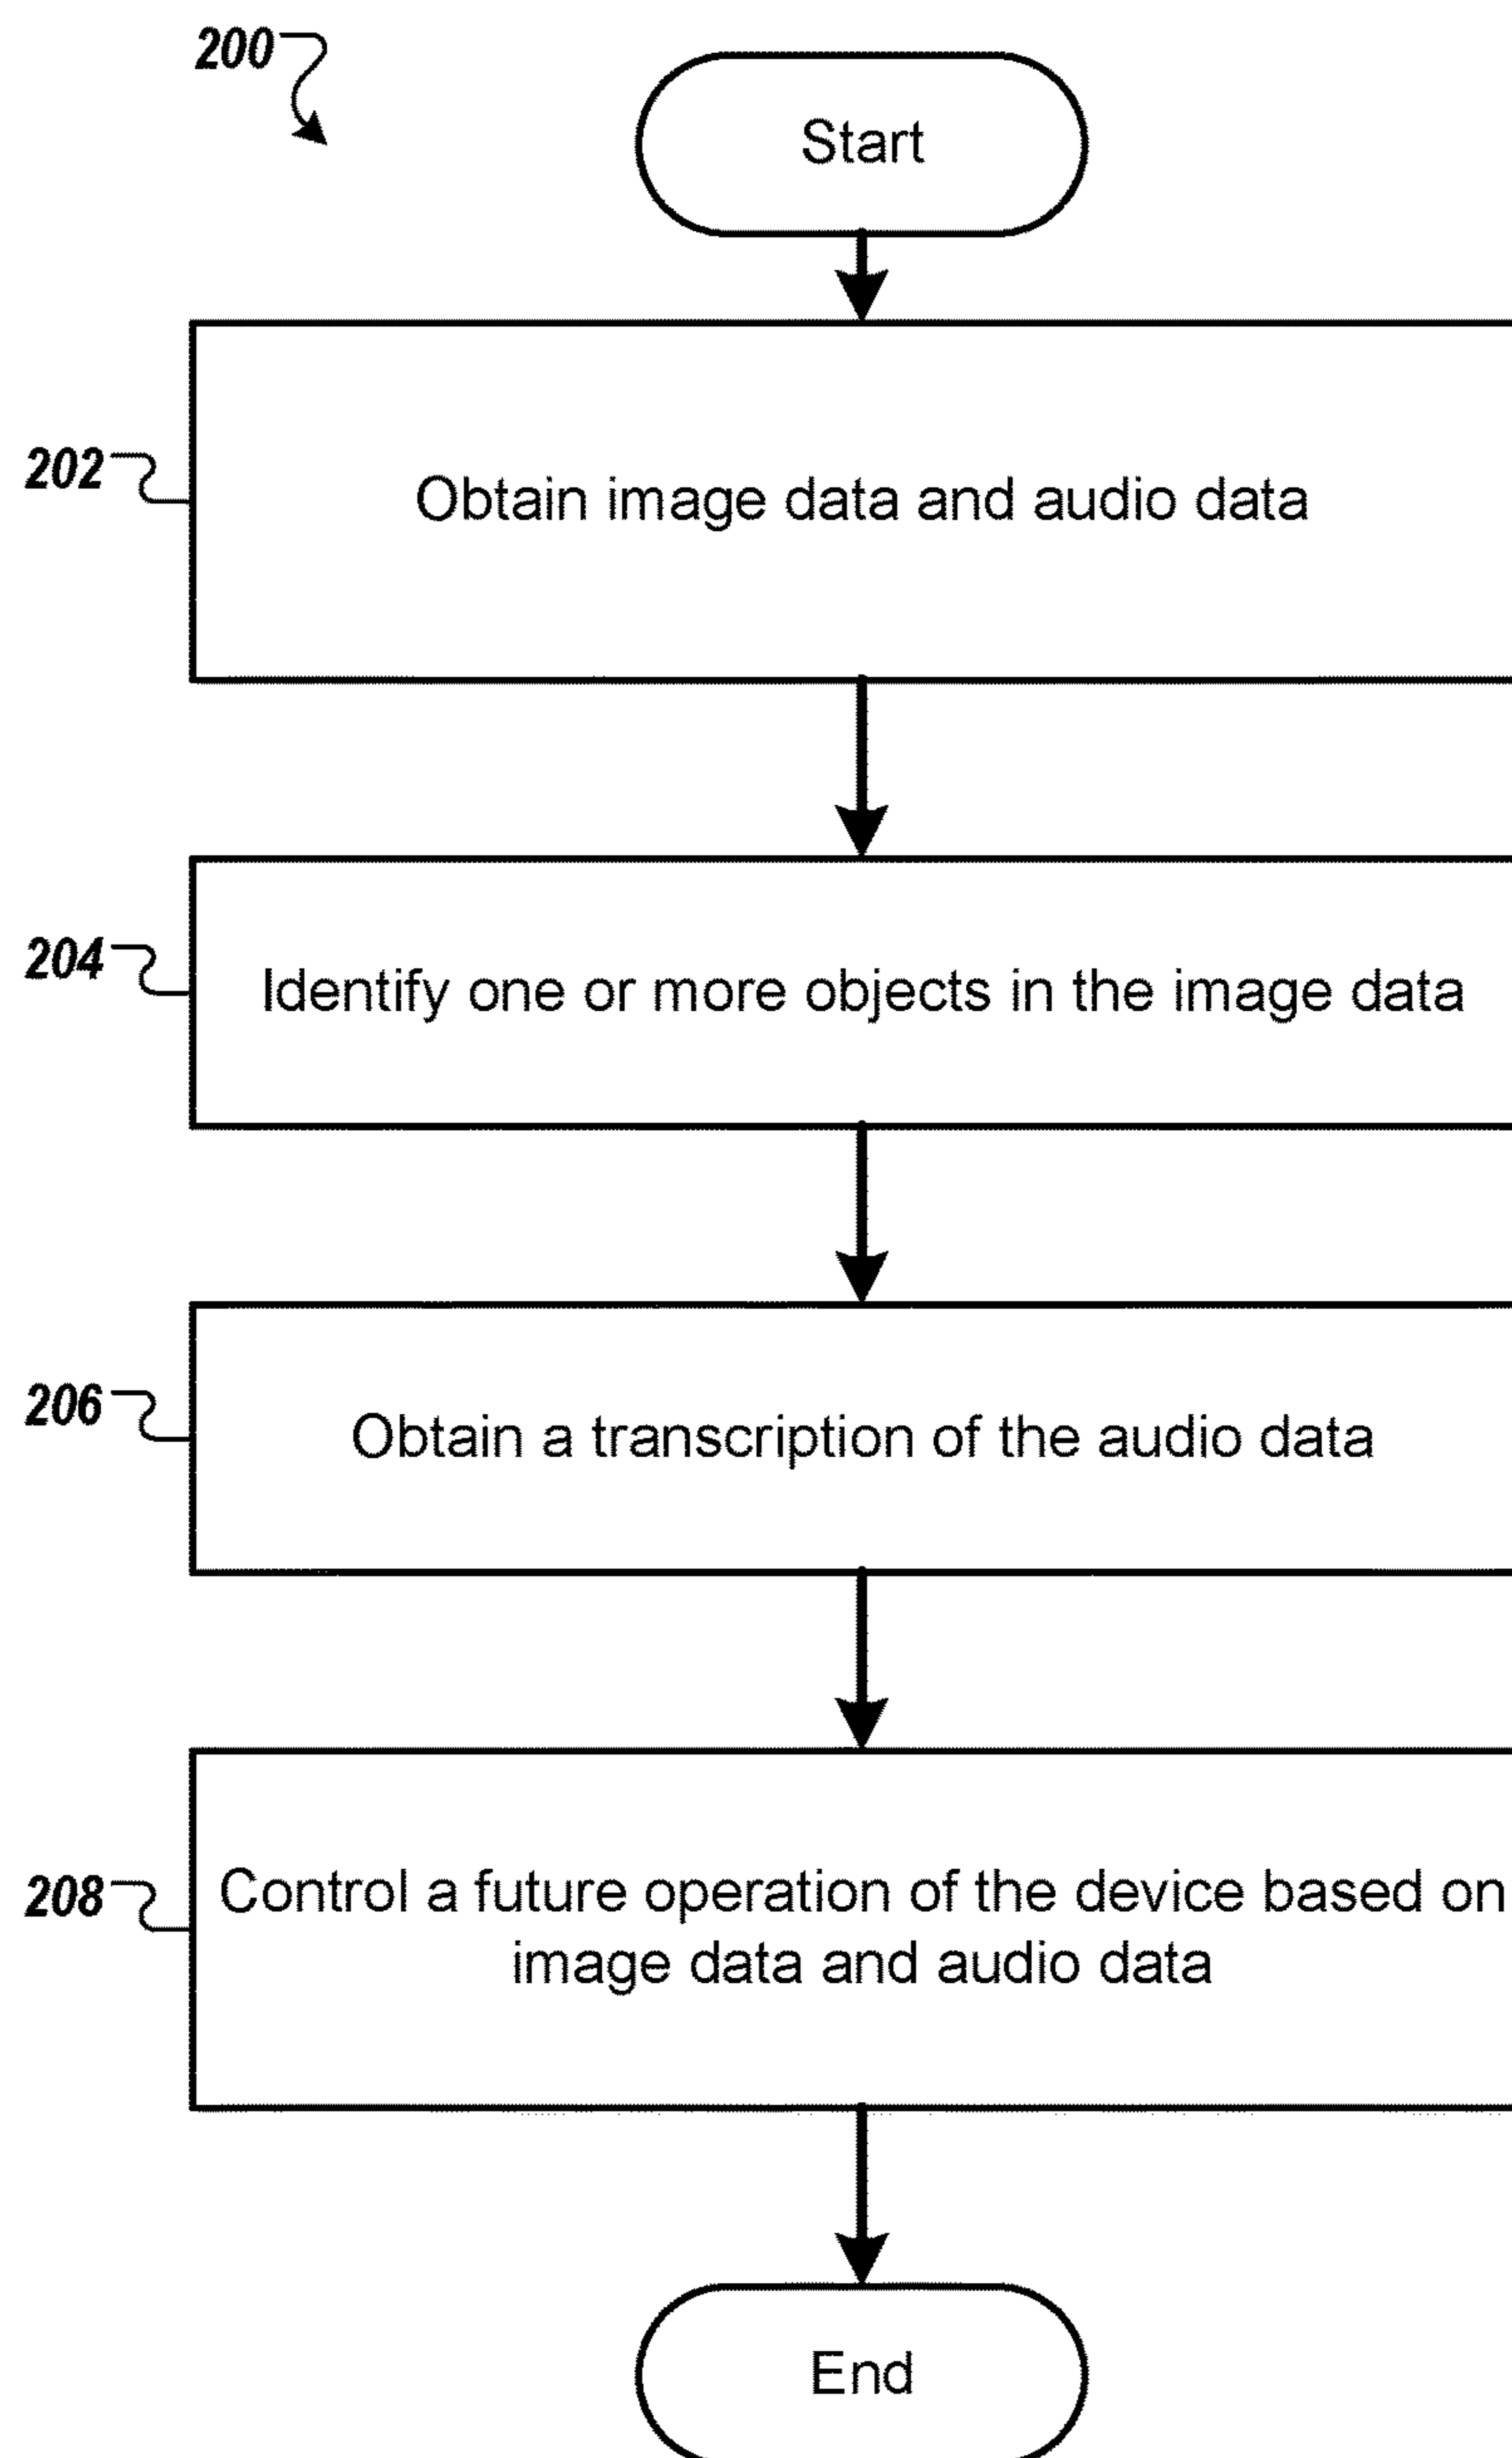 200
Start
202
Obtain image data and audio data
204
Identify one or more objects in the image data
206
Obtain a transcription of the audio data
208
Control a future operation of the device based on
image data and audio data
End